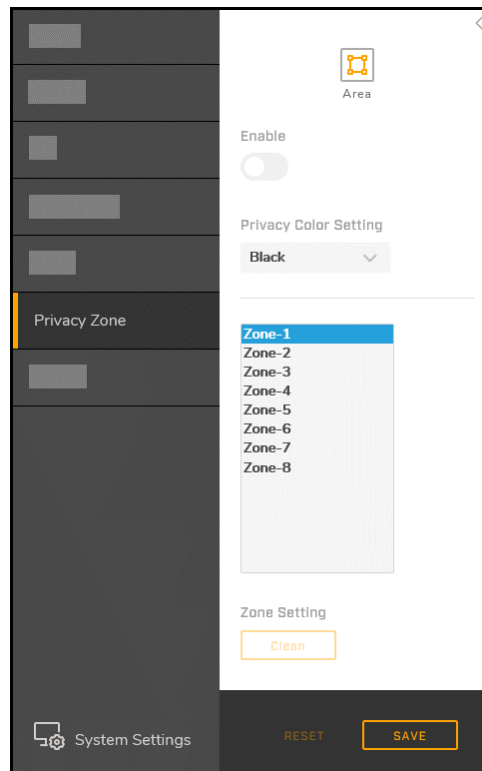 Area
Enable
Privacy Color Setting
Black
Privacy Zone
Zone-1
Zone-2
Zone-3
Zone-4
Zone-5
Zone-6
Zone-7
Zone-8
Zone Setting
Clean
System Settings
RESET
SAVE